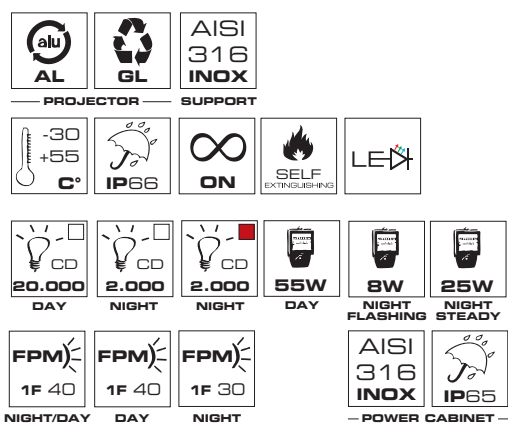 alu
AL
GL
AISI
316
INOX
PROJECTOR
SUPPORT
-30
+55
C°
IP66
ON
SELF
EXTINGUISHING
LE
CD
20.000
DAY
CD
2.000
NIGHT
CD
2.000
NIGHT
55W
DAY
8W
NIGHT
FLASHING
25W
NIGHT
STEADY
FPM
1F 40
NIGHT/DAY
FPM
1F 40
DAY
FPM
1F 30
NIGHT
AISI
316
INOX
IP65
POWER CABINET